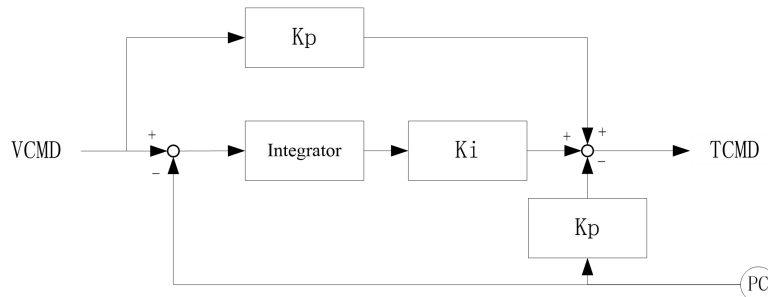 Kp
+
+
VCMD
+
Integrator
Ki
+
TCMD
−
−
Kp
PC